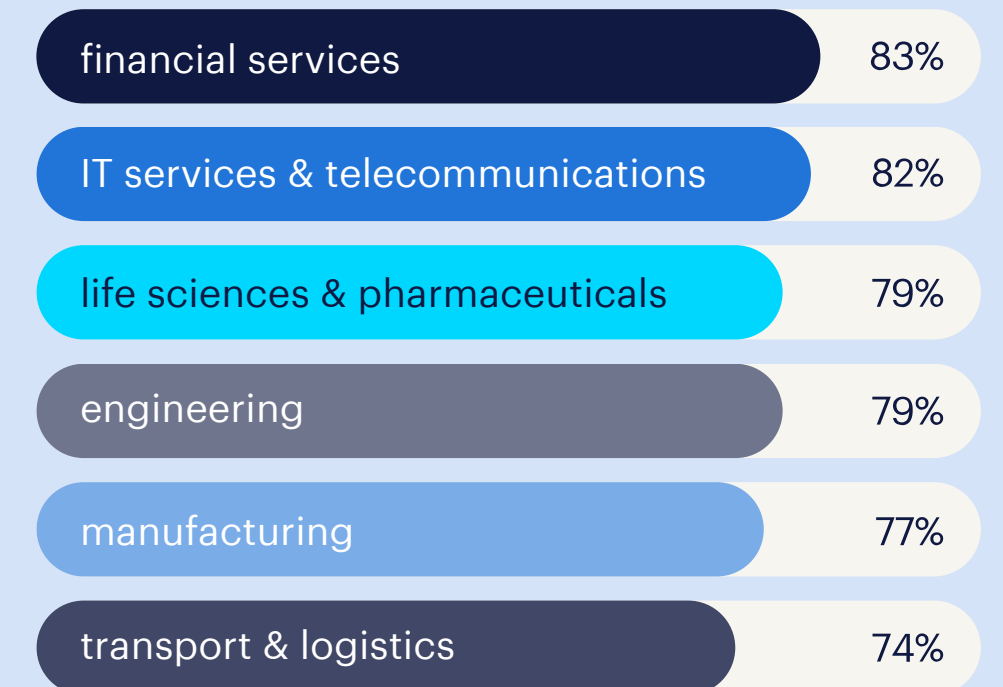 financial services 83%
IT services & telecommunications 82%
life sciences & pharmaceuticals 79%
engineering 79%
manufacturing 77%
transport & logistics 74%